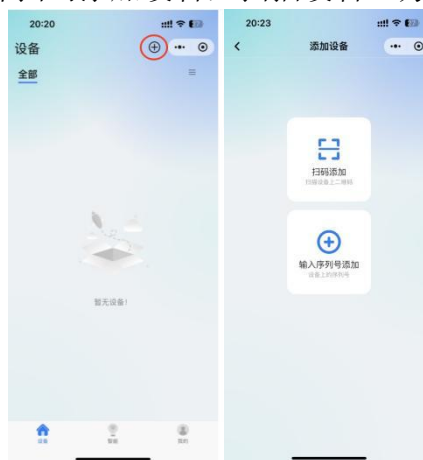 20:20
设备
全部
暂无设备!
设备
智能
我的
20:23
添加设备
扫码添加
扫描设备上二维码
输入序列号添加
设备上的序列号